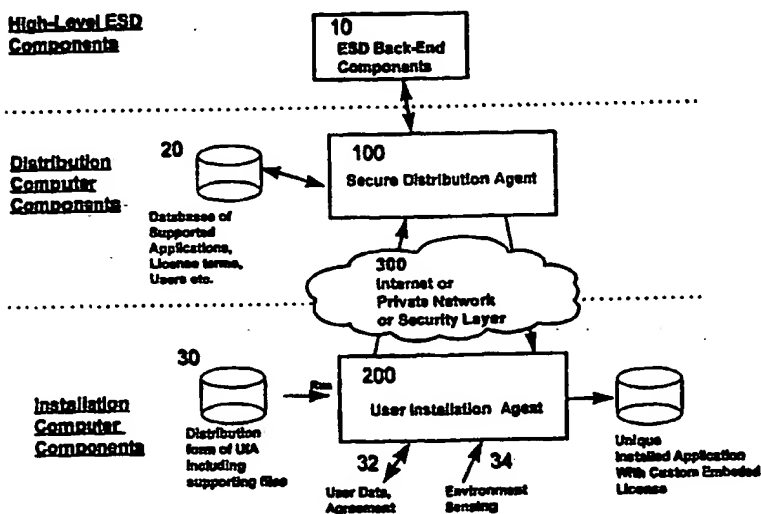 High-Level ESD
Components
10
ESD Back-End
Components
20
100
Secure Distribution Agent
Distribution
Computer
Components
Databases of
Supported
Applications,
License terms,
Users etc.
300
Internet or
Private Network
or Security Layer
30
200
User Installation Agent
Installation
Computer
Components
Distribution
form of UIA
including
supporting files
32
User Data,
Agreement
34
Environment
Sensing
Unique
Installed Application
With Custom Embeded
License